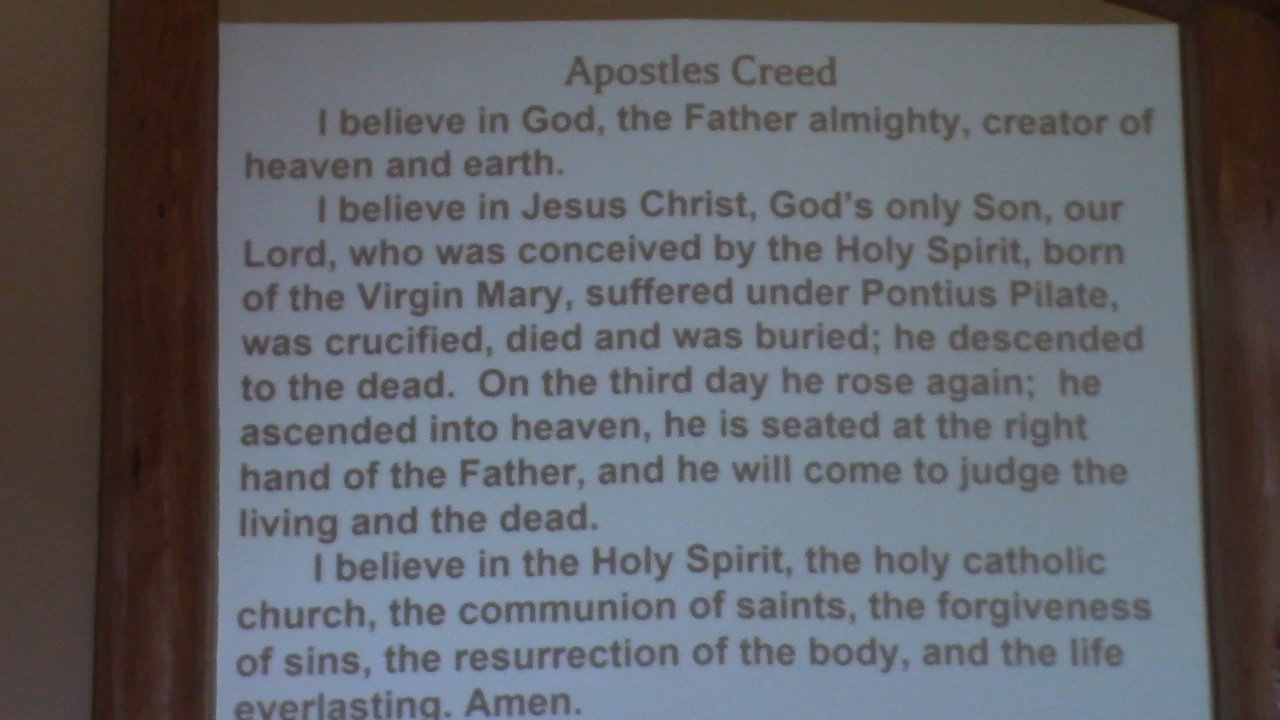 Apostles Creed
I believe in God, the Father almighty, creator of
heaven and earth.
I believe in Jesus Christ, God's only Son, our
Lord, who was conceived by the Holy Spirit, born
of the Virgin Mary, suffered under Pontius Pilate,
was crucified, died and was buried; he descended
to the dead.  On the third day he rose again;  he
ascended into heaven, he is seated at the right
hand of the Father, and he will come to judge the
living and the dead.
I believe in the Holy Spirit, the holy catholic
church, the communion of saints, the forgiveness
of sins, the resurrection of the body, and the life
everlasting. Amen.